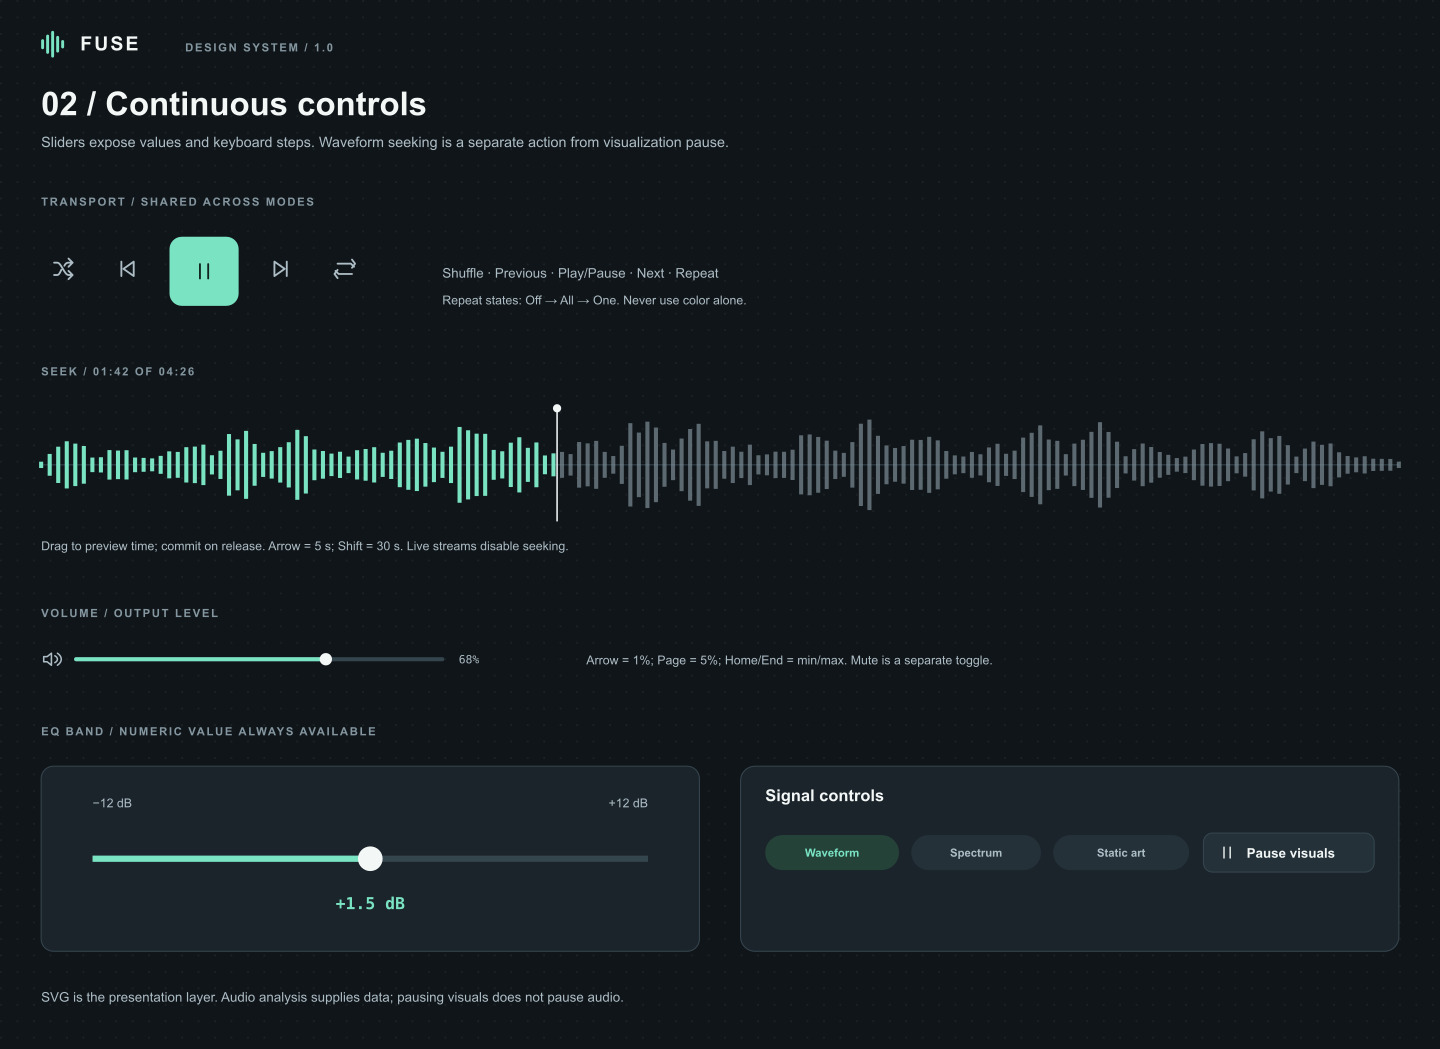 FUSE
DESIGN SYSTEM / 1.0
02 / Continuous controls
Sliders expose values and keyboard steps. Waveform seeking is a separate action from visualization pause.
TRANSPORT / SHARED ACROSS MODES
Shuffle · Previous · Play/Pause · Next · Repeat
Repeat states: Off → All → One. Never use color alone.
SEEK / 01:42 OF 04:26
Drag to preview time; commit on release. Arrow = 5 s; Shift = 30 s. Live streams disable seeking.
VOLUME / OUTPUT LEVEL
68%
Arrow = 1%; Page = 5%; Home/End = min/max. Mute is a separate toggle.
EQ BAND / NUMERIC VALUE ALWAYS AVAILABLE
−12 dB
+12 dB
+1.5 dB
Signal controls
Waveform
Spectrum
Static art
Pause visuals
SVG is the presentation layer. Audio analysis supplies data; pausing visuals does not pause audio.